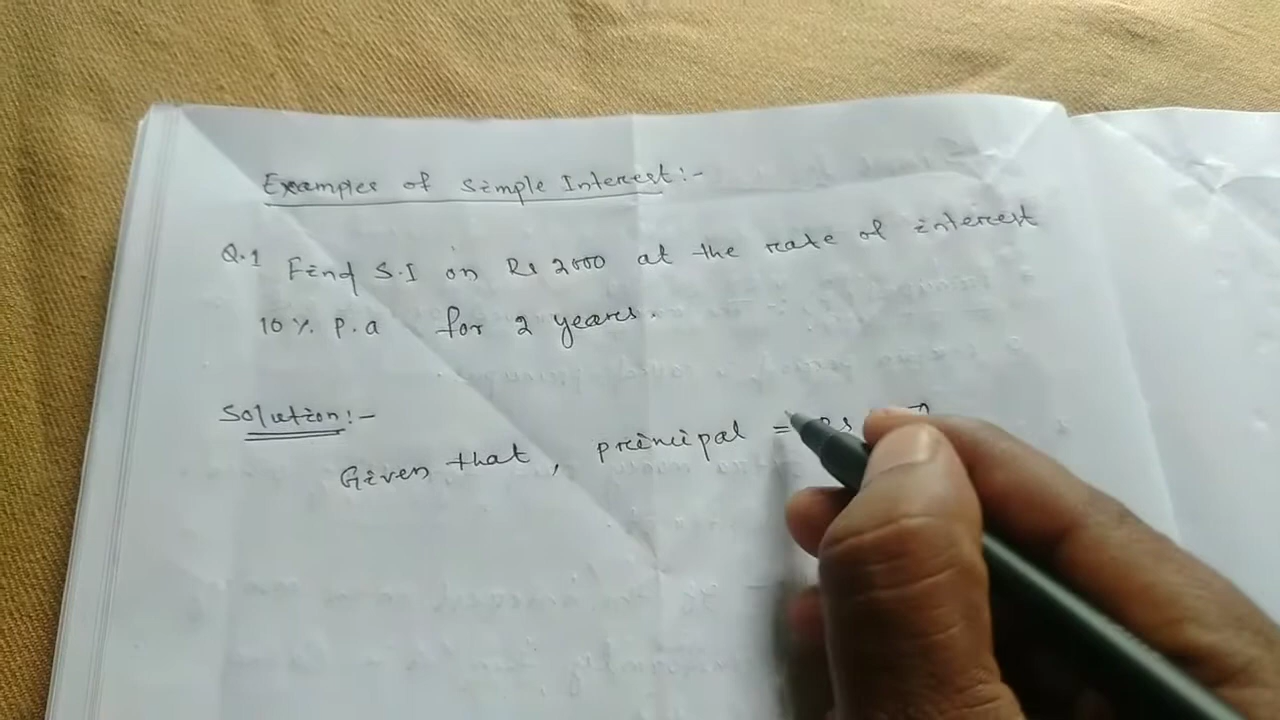 Examples of Simple Interest:-
Q.1 Find S.I on Rs 2000 at the rate of interest
10% p.a for 2 years.
Solution:-
Given that, principal = Rs